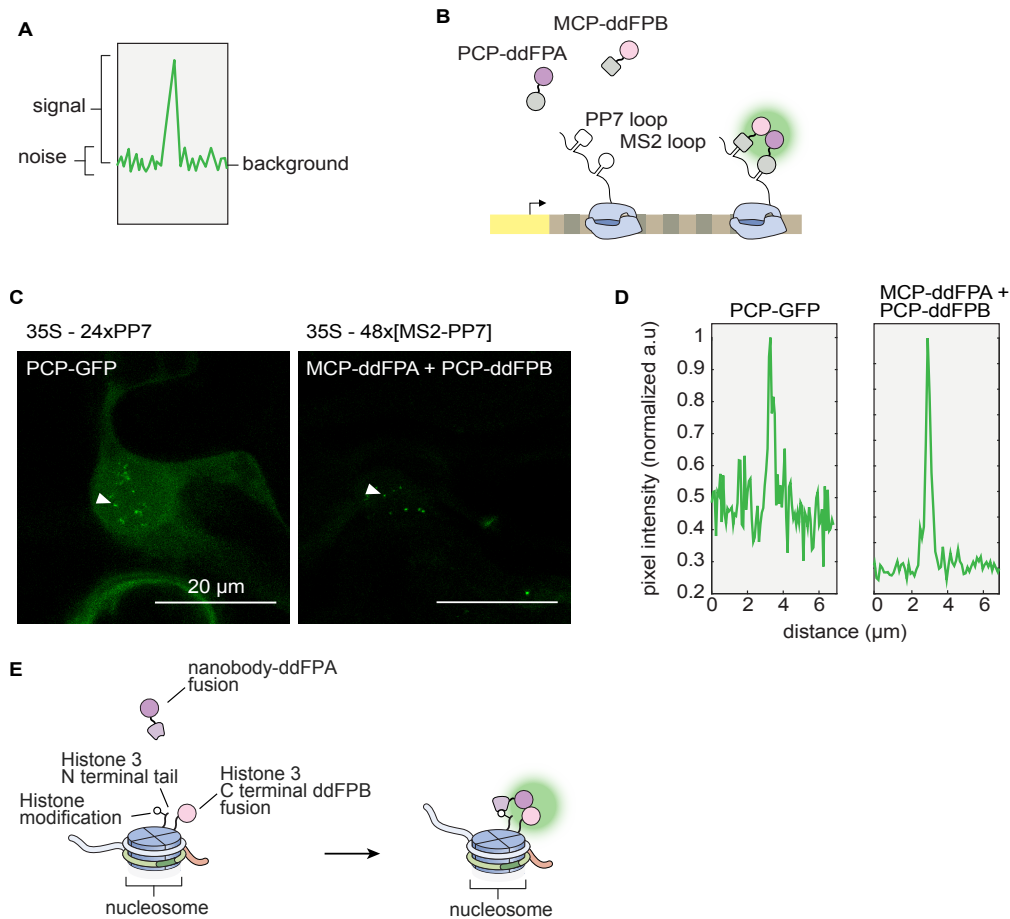 A
signal
noise
background
B
MCP-ddFPB
PCP-ddFPA
PP7 loop
MS2 loop
C
35S - 24xPP7
35S - 48x[MS2-PP7]
PCP-GFP
MCP-ddFPA + PCP-ddFPB
20 µm
D
PCP-GFP
MCP-ddFPA +
PCP-ddFPB
pixel intensity (normalized a.u)
1
0.9
0.8
0.7
0.6
0.5
0.4
0.3
0.2
0 2 4 6
0 2 4 6
distance (µm)
E
nanobody-ddFPA
fusion
Histone 3
N terminal tail
Histone
modification
Histone 3
C terminal ddFPB
fusion
nucleosome
nucleosome